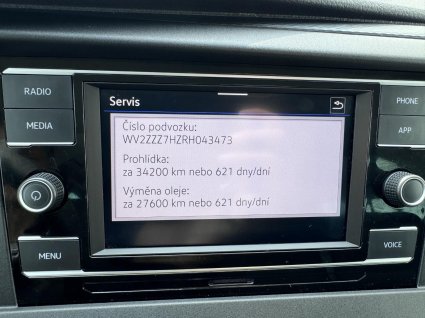 RADIO
MEDIA
MENU
Servis
Číslo podvozku:
WV2ZZZ7HZRH043473
Prohlídka:
za 34200 km nebo 621 dny/dní
Výměna oleje:
za 27600 km nebo 621 dny/dní
PHONE
APP
VOICE